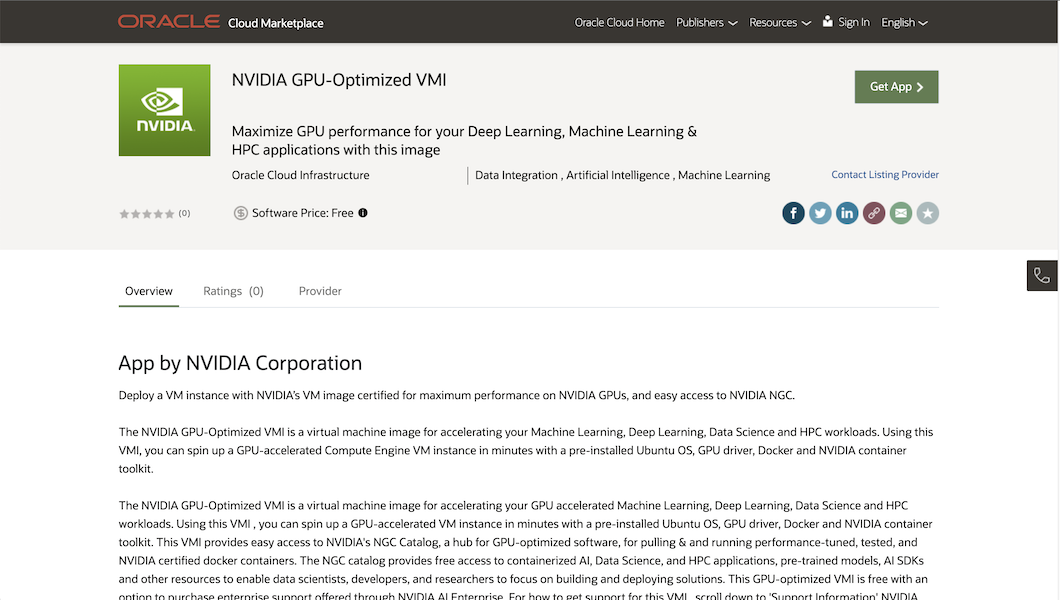 ORACLE Cloud Marketplace Oracle Cloud Home Publishers Resources Sign In English
NVIDIA GPU-Optimized VMI
Get App
NVIDIA
Maximize GPU performance for your Deep Learning, Machine Learning &
HPC applications with this image
Oracle Cloud Infrastructure
Data Integration , Artificial Intelligence , Machine Learning
Contact Listing Provider
(0)
Software Price: Free
Overview Ratings (0) Provider
App by NVIDIA Corporation
Deploy a VM instance with NVIDIA's VM image certified for maximum performance on NVIDIA GPUs, and easy access to NVIDIA NGC.
The NVIDIA GPU-Optimized VMI is a virtual machine image for accelerating your Machine Learning, Deep Learning, Data Science and HPC workloads. Using this
VMI, you can spin up a GPU-accelerated Compute Engine VM instance in minutes with a pre-installed Ubuntu OS, GPU driver, Docker and NVIDIA container
toolkit.
The NVIDIA GPU-Optimized VMI is a virtual machine image for accelerating your GPU accelerated Machine Learning, Deep Learning, Data Science and HPC
workloads. Using this VMI , you can spin up a GPU-accelerated VM instance in minutes with a pre-installed Ubuntu OS, GPU driver, Docker and NVIDIA container
toolkit. This VMI provides easy access to NVIDIA's NGC Catalog, a hub for GPU-optimized software, for pulling & and running performance-tuned, tested, and
NVIDIA certified docker containers. The NGC catalog provides free access to containerized AI, Data Science, and HPC applications, pre-trained models, AI SDKs
and other resources to enable data scientists, developers, and researchers to focus on building and deploying solutions. This GPU-optimized VMI is free with an
option to purchase enterprise support offered through NVIDIA AI Enterprise. For how to get support for this VMI , scroll down to 'Support Information' NVIDIA